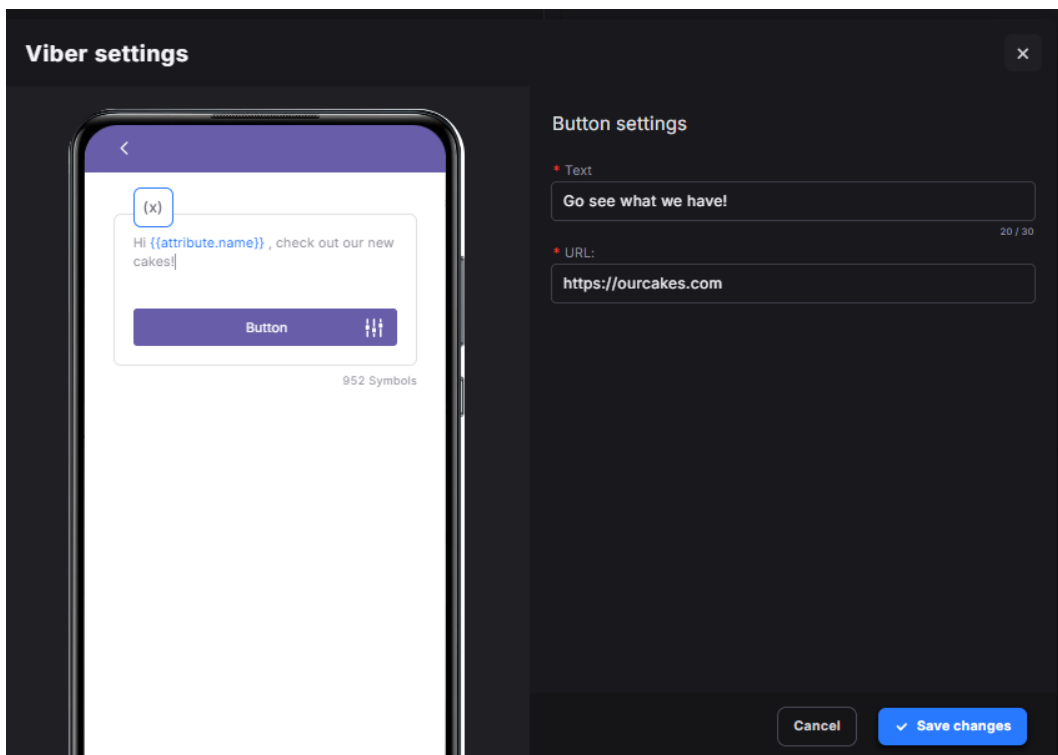 Viber settings
Button settings
* Text
Go see what we have!
20 / 30
* URL:
https://ourcakes.com
(x)
Hi {{attribute.name}} , check out our new
cakes!
Button
952 Symbols
Cancel
Save changes